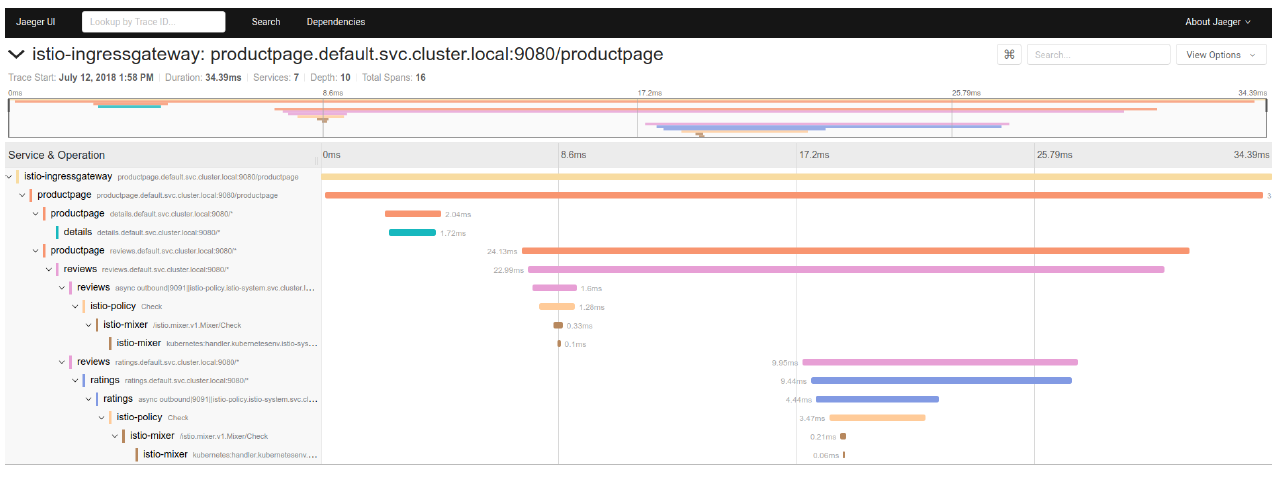 Jaeger UI Lookup by Trace ID... Search Dependencies About Jaeger
istio-ingressgateway: productpage.default.svc.cluster.local:9080/productpage ⌘ Search... View Options
Trace Start: July 12, 2018 1:58 PM | Duration: 34.39ms | Services: 7 | Depth: 10 | Total Spans: 16
0ms 8.6ms 17.2ms 25.79ms 34.39ms
Service & Operation 0ms 8.6ms 17.2ms 25.79ms 34.39ms
istio-ingressgateway productpage.default.svc.cluster.local:9080/productpage
productpage productpage.default.svc.cluster.local:9080/productpage 3
productpage details.default.svc.cluster.local:9080/* 2.04ms
details details.default.svc.cluster.local:9080/* 1.72ms
productpage reviews.default.svc.cluster.local:9080/* 24.13ms
reviews reviews.default.svc.cluster.local:9080/* 22.99ms
reviews async outbound|9091||istio-policy.istio-system.svc.cluster.l... 1.6ms
istio-policy Check 1.28ms
istio-mixer /istio.mixer.v1.Mixer/Check 0.33ms
istio-mixer kubernetes:handler.kubernetesenv.istio-sys... 0.1ms
reviews ratings.default.svc.cluster.local:9080/* 9.95ms
ratings ratings.default.svc.cluster.local:9080/* 9.44ms
ratings async outbound|9091||istio-policy.istio-system.svc.cl... 4.44ms
istio-policy Check 3.47ms
istio-mixer /istio.mixer.v1.Mixer/Check 0.21ms
istio-mixer kubernetes:handler.kubernetesenv... 0.06ms